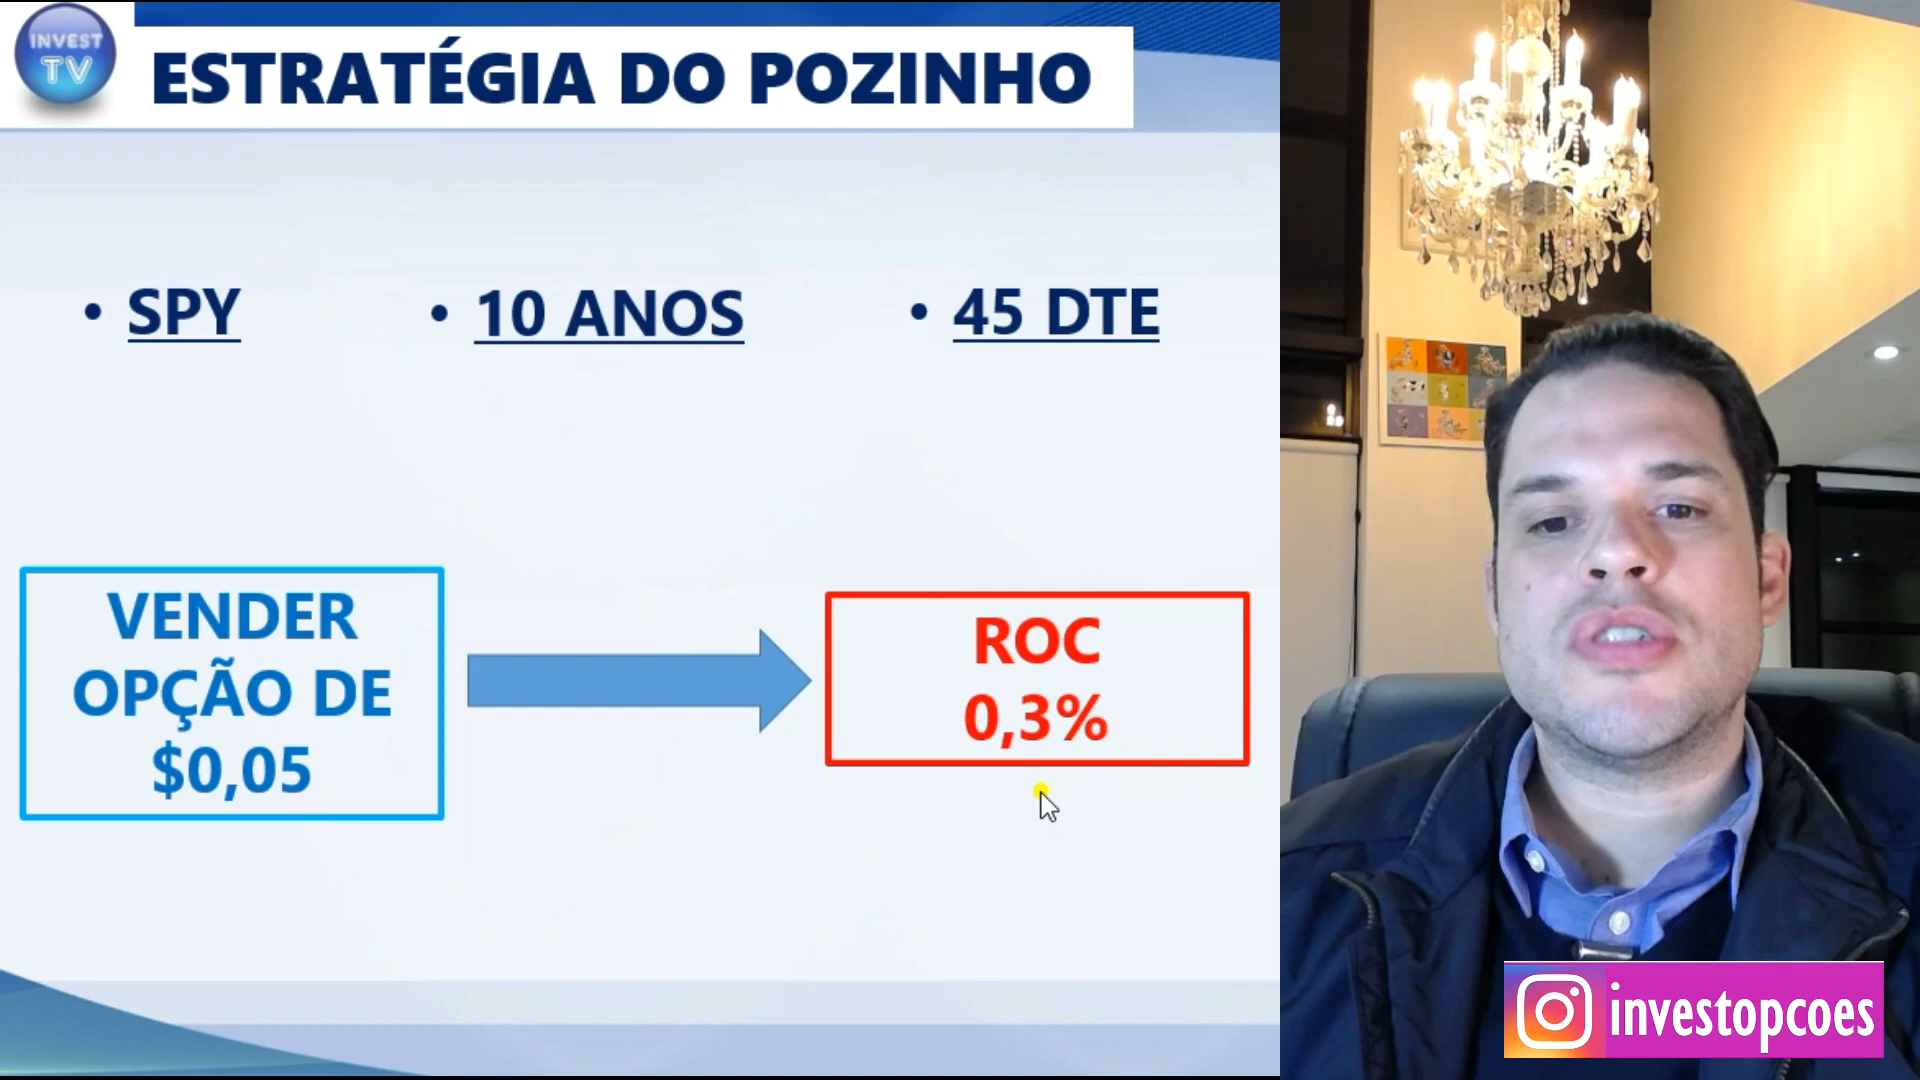 INVEST
TV
ESTRATÉGIA DO POZINHO
• SPY
• 10 ANOS
• 45 DTE
VENDER
OPÇÃO DE
$0,05
ROC
0,3%
investopcoes